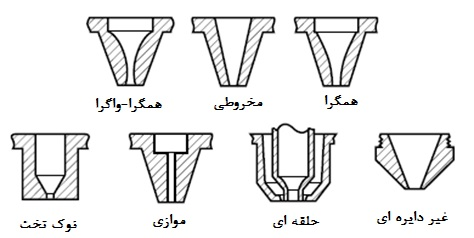 همگرا
مخروطی
همگرا-واگرا
غیر دایره ای
حلقه ای
موازی
نوک تخت